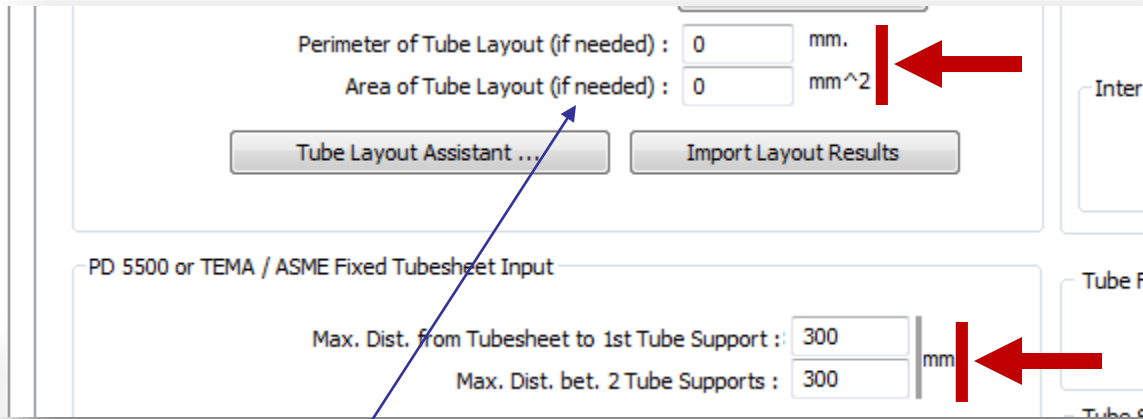 Perimeter of Tube Layout (if needed) : 0 mm.
Area of Tube Layout (if needed) : 0 mm^2
Inter
Tube Layout Assistant ... Import Layout Results
PD 5500 or TEMA / ASME Fixed Tubesheet Input
Tube F
Max. Dist. from Tubesheet to 1st Tube Support : 300
mm
Max. Dist. bet. 2 Tube Supports : 300
Tube S